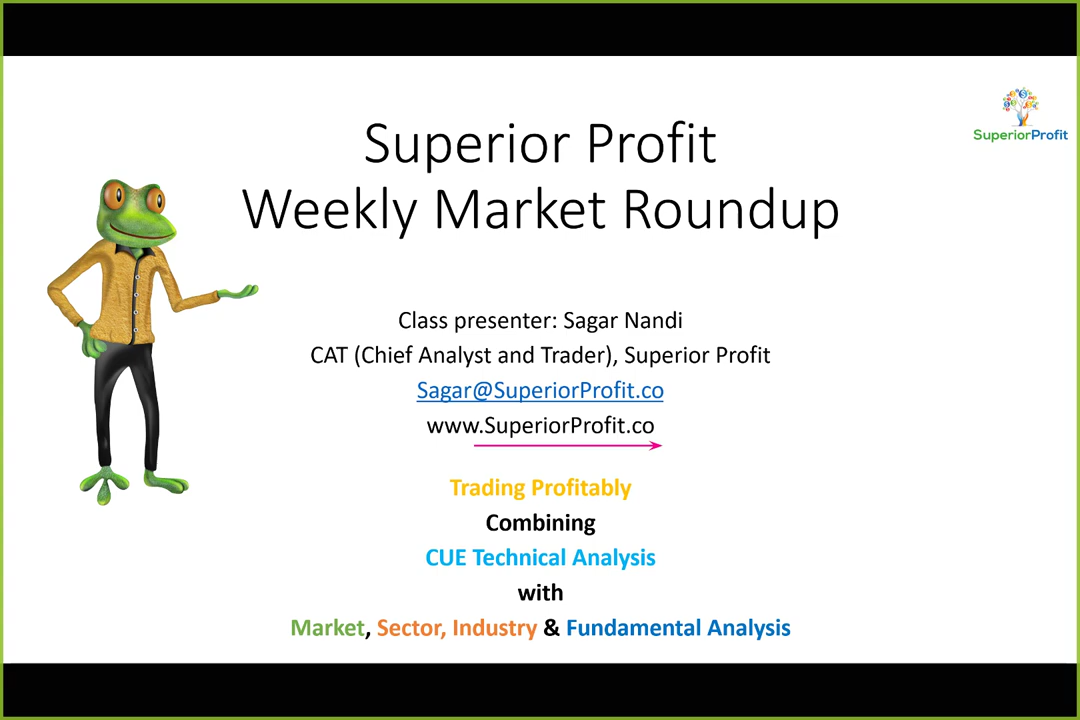 SuperiorProfit
Superior Profit
Weekly Market Roundup
Class presenter: Sagar Nandi
CAT (Chief Analyst and Trader), Superior Profit
Sagar@SuperiorProfit.co
www.SuperiorProfit.co
Trading Profitably
Combining
CUE Technical Analysis
with
Market, Sector, Industry & Fundamental Analysis